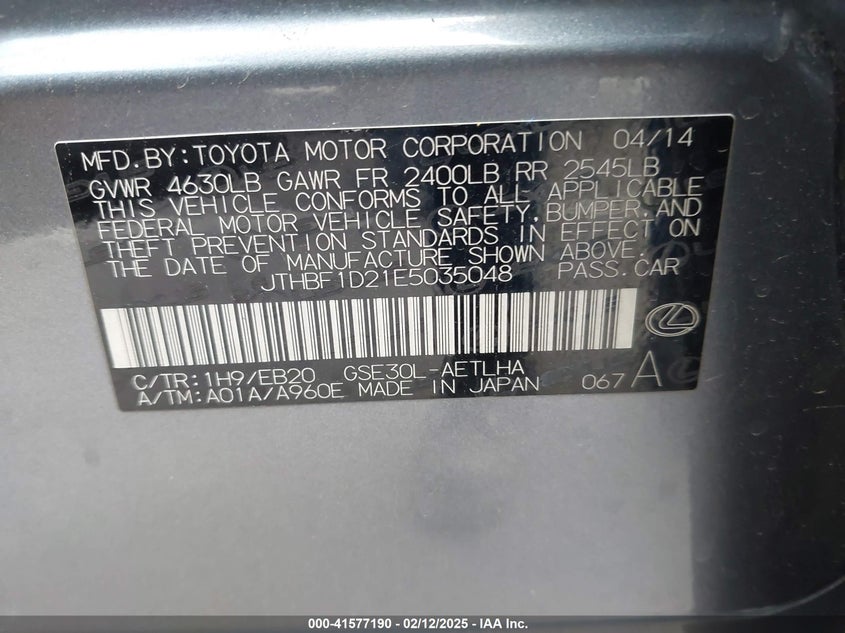 MFD.BY:TOYOTA MOTOR CORPORATION 04/14
GVWR 4630LB GAWR FR 2400LB RR 2545LB
THIS VEHICLE CONFORMS TO ALL APPLICABLE
FEDERAL MOTOR VEHICLE SAFETY,BUMPER,AND
THEFT PREVENTION STANDARDS IN EFFECT ON
THE DATE OF MANUFACTURE SHOWN ABOVE.
JTHBF1D21E5035048 PASS.CAR
C/TR:1H9/EB20 GSE30L-AETLHA
A/TM:A01A/A960E MADE IN JAPAN 067 A
000-41577190 - 02/12/2025 - IAA Inc.